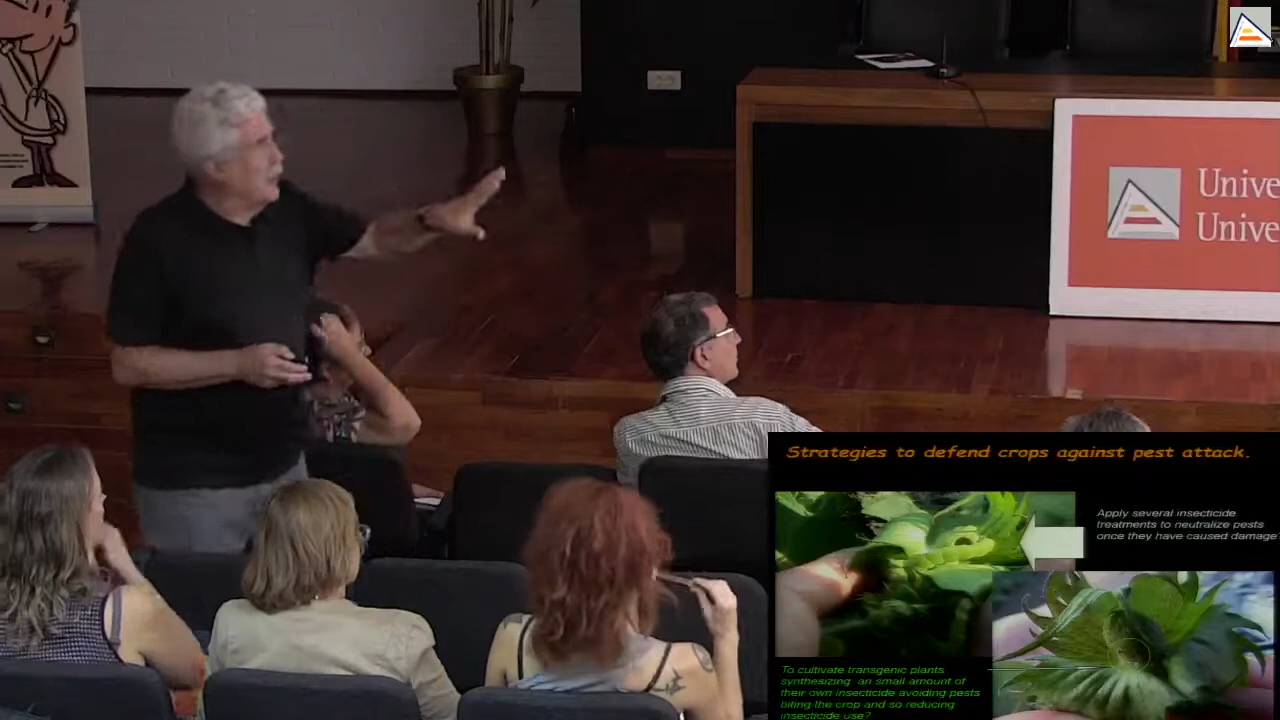 Unive
Unive
Strategies to defend crops against pest attack.
Apply several insecticide
treatments to neutralize pests
once they have caused damage?
To cultivate transgenic plants
synthesizing an small amount of
their own insecticide avoiding pests
biting the crop and so reducing
insecticide use?